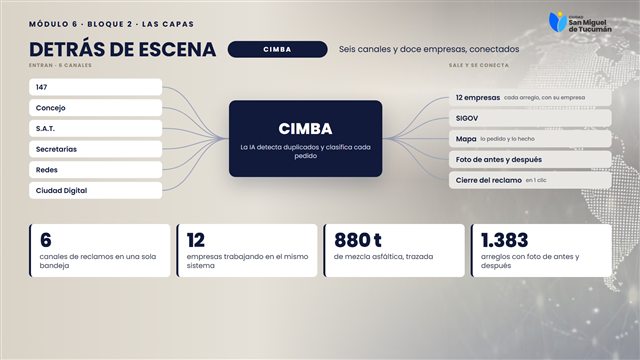 MÓDULO 6 · BLOQUE 2 · LAS CAPAS
CIUDAD
San Miguel
de Tucumán
DETRÁS DE ESCENA
CIMBA
Seis canales y doce empresas, conectados
ENTRAN · 6 CANALES
SALE Y SE CONECTA
147
Concejo
S.A.T.
Secretarías
Redes
Ciudad Digital
CIMBA
La IA detecta duplicados y clasifica cada
pedido
12 empresas cada arreglo, con su empresa
SIGOV
Mapa lo pedido y lo hecho
Foto de antes y después
Cierre del reclamo en 1 clic
6
canales de reclamos en una sola
bandeja
12
empresas trabajando en el mismo
sistema
880 t
de mezcla asfáltica, trazada
1.383
arreglos con foto de antes y
después